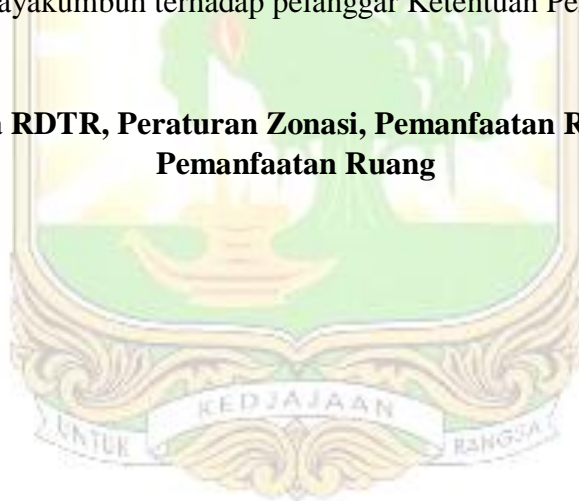 ayakumbuh terhadap pelanggar Ketentuan Pe
RDTR, Peraturan Zonasi, Pemanfaatan R
Pemanfaatan Ruang
KEDJAJAAN
UNTUK BANGSA